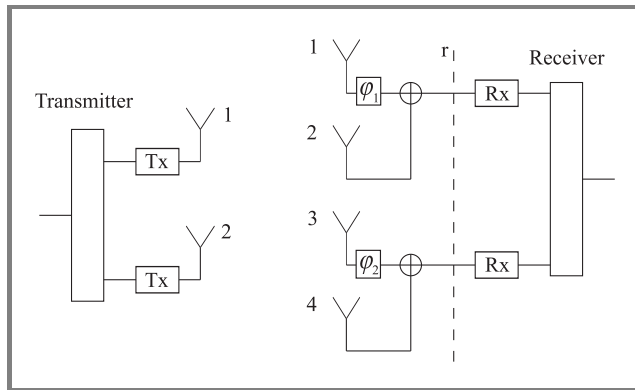 Transmitter
1
Tx
2
Tx
1
φ₁
2
3
φ₂
4
r
Receiver
Rx
Rx